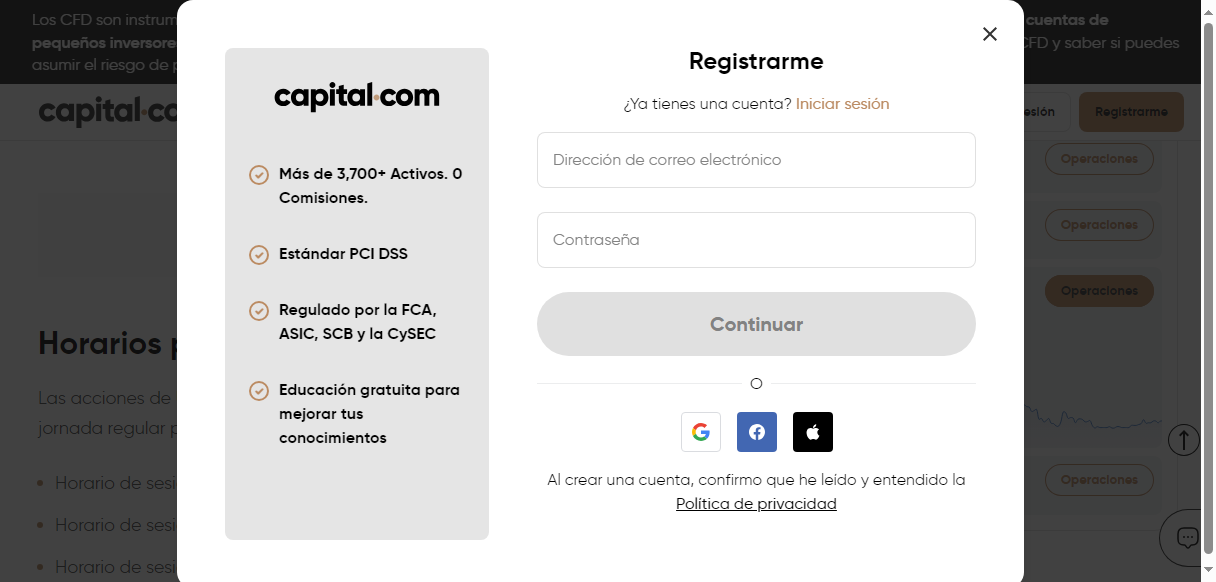 Los CFD son instrum
cuentas de
pequeños inversore
CFD y saber si puedes
asumir el riesgo de p
capital.co
esión
Registrarme
Operaciones
Operaciones
Operaciones
Operaciones
Horarios p
Las acciones de
jornada regular p
Horario de sesi
Horario de sesi
Horario de sesi
capital.com
Más de 3,700+ Activos. 0
Comisiones.
Estándar PCI DSS
Regulado por la FCA,
ASIC, SCB y la CySEC
Educación gratuita para
mejorar tus
conocimientos
Registrarme
¿Ya tienes una cuenta? Iniciar sesión
Dirección de correo electrónico
Contraseña
Continuar
O
Al crear una cuenta, confirmo que he leído y entendido la
Política de privacidad